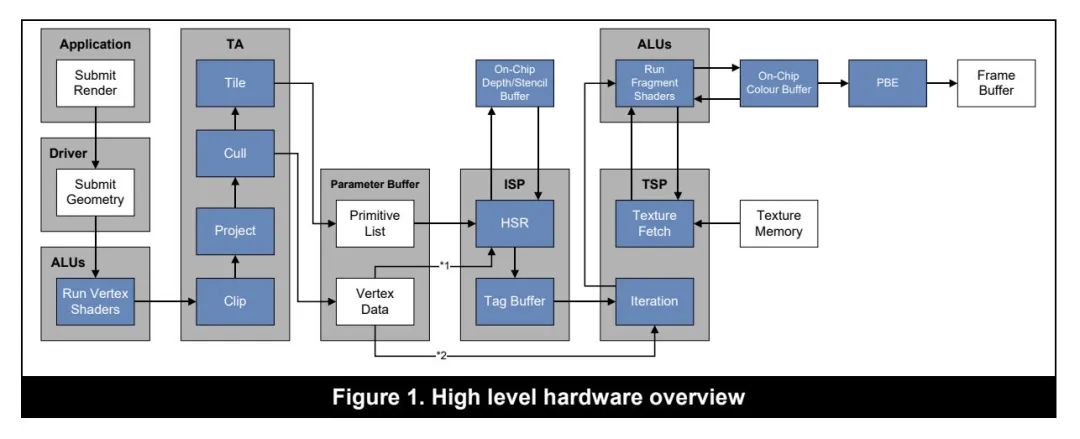 Application
Submit
Render
Driver
Submit
Geometry
ALUs
Run Vertex
Shaders
TA
Tile
Cull
Project
Clip
Parameter Buffer
Primitive
List
Vertex
Data
*1
*2
On-Chip
Depth/Stencil
Buffer
ISP
HSR
Tag Buffer
ALUs
Run
Fragment
Shaders
On-Chip
Colour Buffer
PBE
Frame
Buffer
TSP
Texture
Fetch
Texture
Memory
Iteration
Figure 1. High level hardware overview